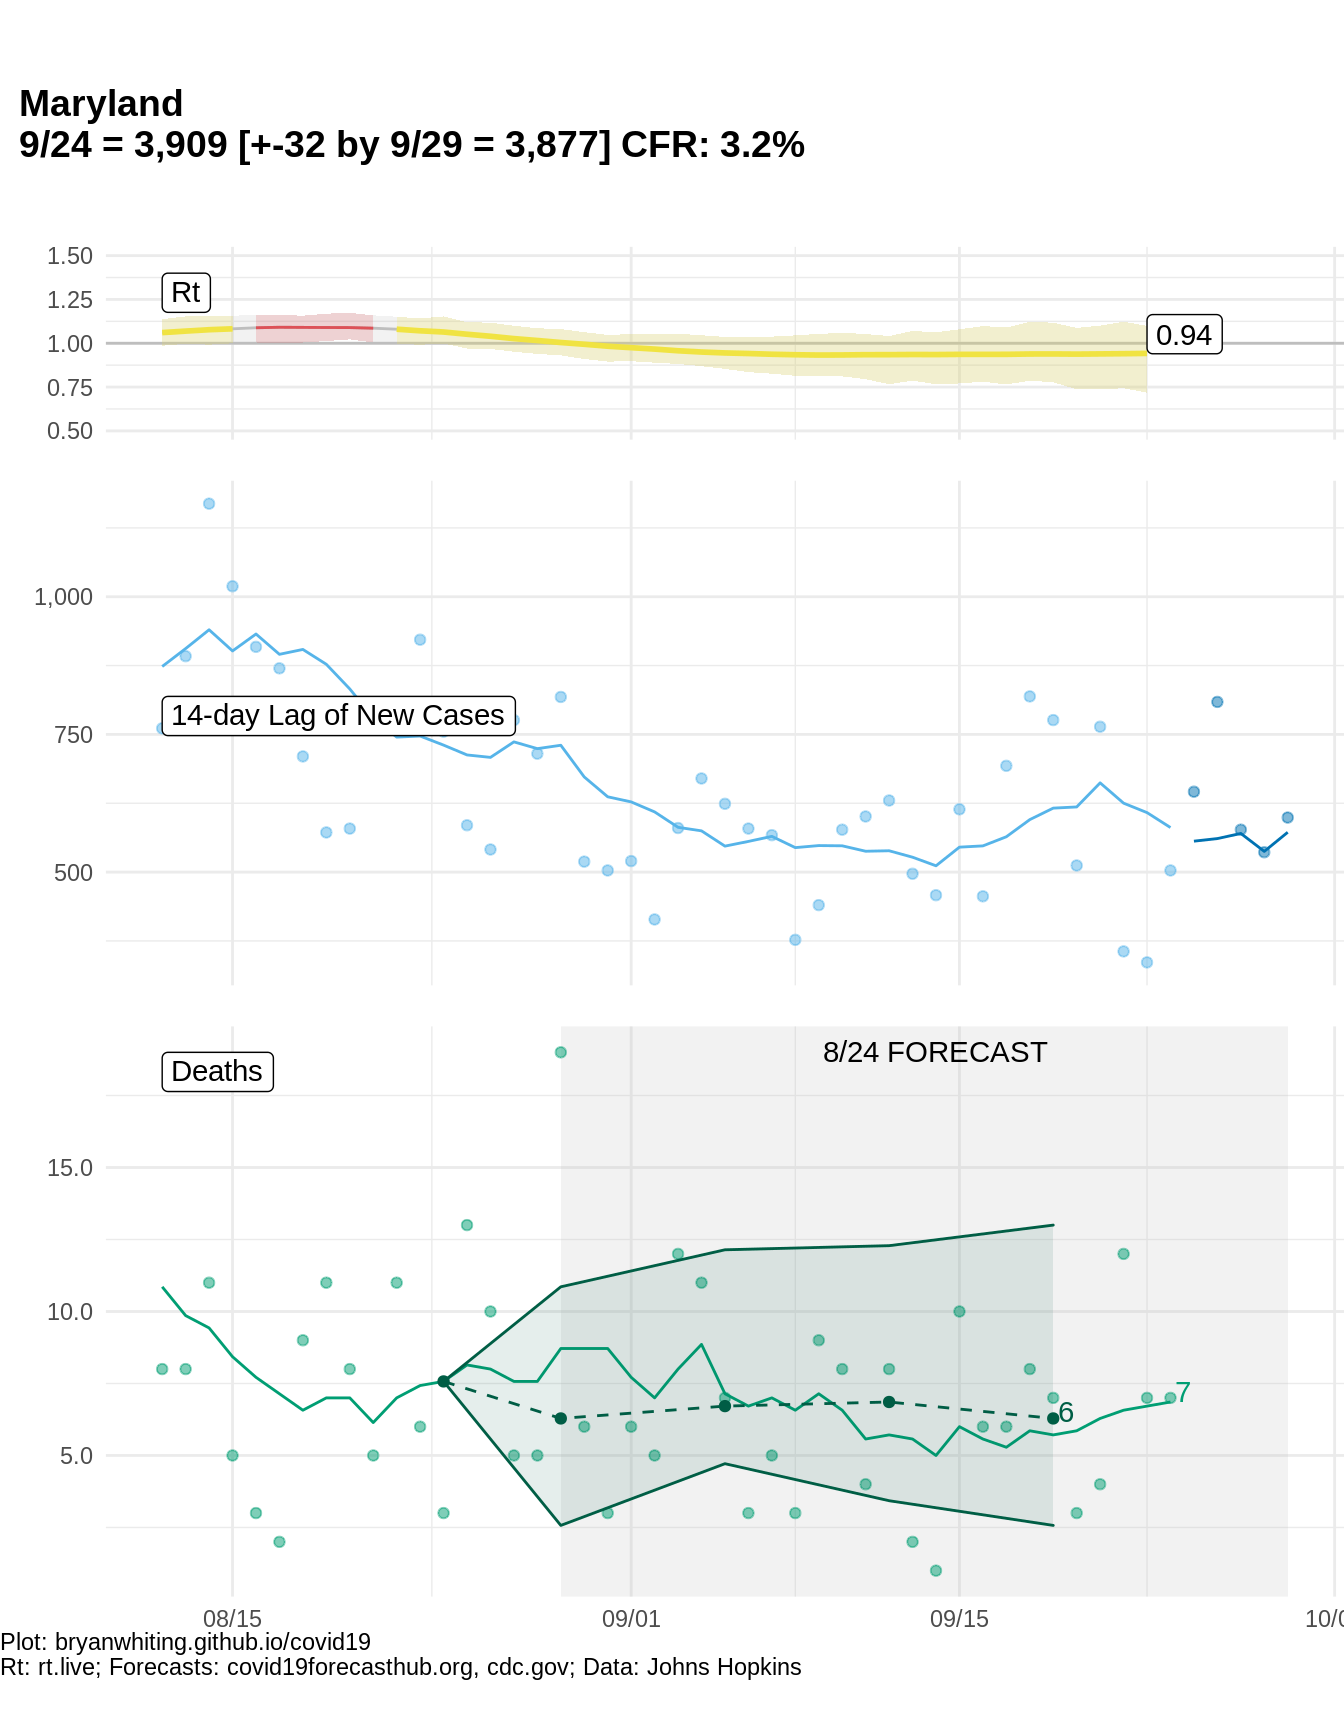 Maryland
9/24 = 3,909 [+-32 by 9/29 = 3,877] CFR: 3.2%
1.50
1.25
1.00
0.75
0.50
Rt
0.94
1,000
750
500
14-day Lag of New Cases
15.0
10.0
5.0
Deaths
8/24 FORECAST
7
6
08/15
09/01
09/15
10/0
Plot: bryanwhiting.github.io/covid19
Rt: rt.live; Forecasts: covid19forecasthub.org, cdc.gov; Data: Johns Hopkins